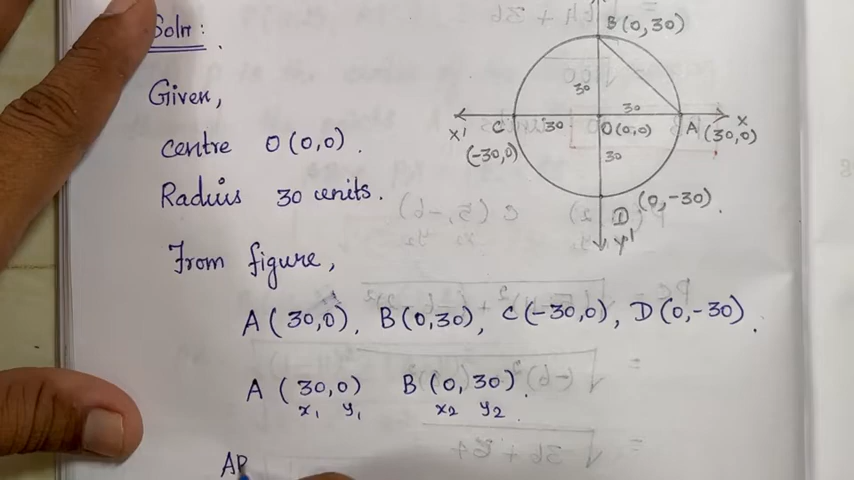 Soln:
B(0,30)
30
30
x' C 30 O(0,0) A x
(-30,0) (30,0)
30
D (0,-30)
y'
Given,
centre O(0,0).
Radius 30 units.
From figure,
A(30,0), B(0,30), C(-30,0), D(0,-30).
A(30,0) B(0,30).
x₁ y₁ x₂ y₂
AB